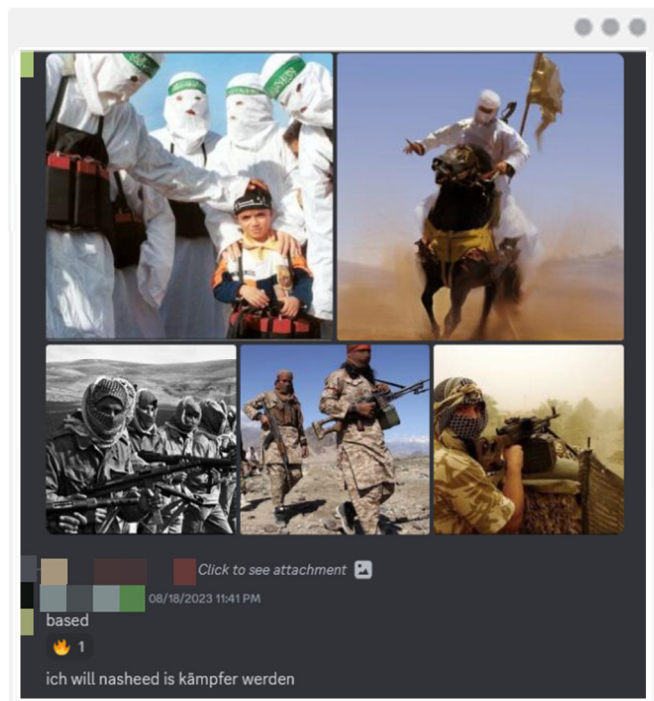 Click to see attachment
08/18/2023 11:41 PM
based
🔥 1
ich will nasheed is kämpfer werden